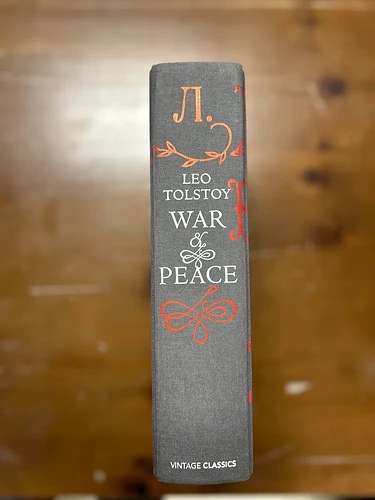 Л.
LEO
TOLSTOY
WAR
&
PEACE
VINTAGE CLASSICS